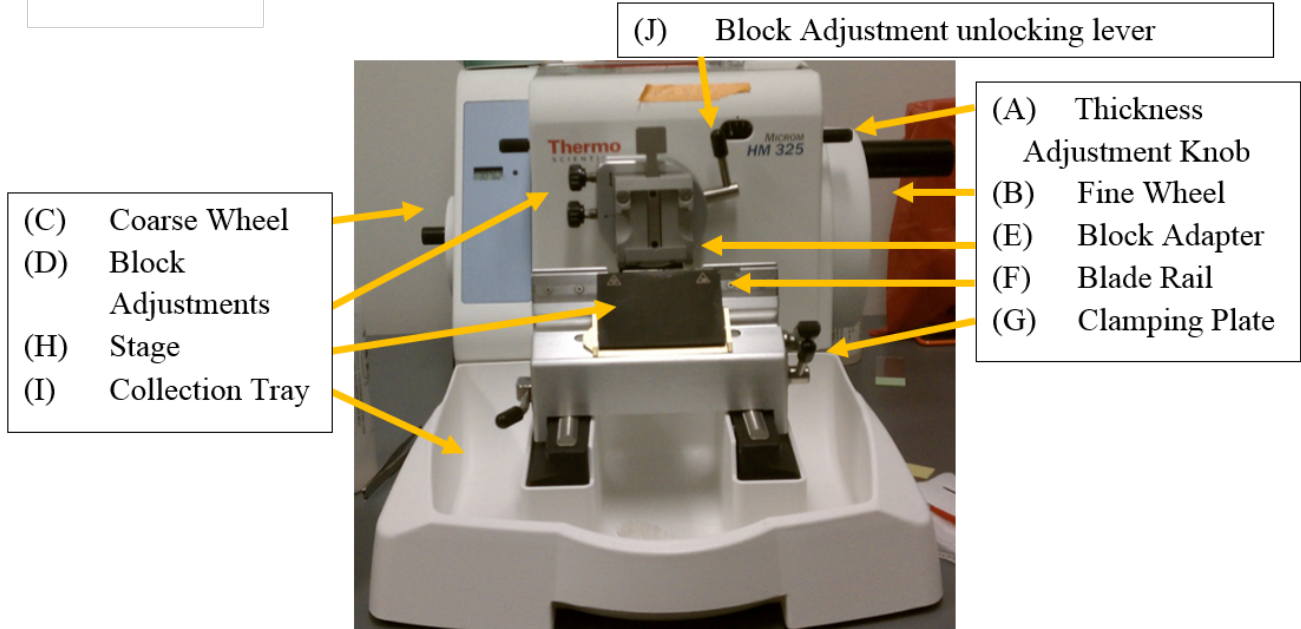 (J) Block Adjustment unlocking lever
(A) Thickness
Adjustment Knob
(B) Fine Wheel
(E) Block Adapter
(F) Blade Rail
(G) Clamping Plate
(C) Coarse Wheel
(D) Block
Adjustments
(H) Stage
(I) Collection Tray
Thermo
SCIENTIFIC
MICROM
HM 325